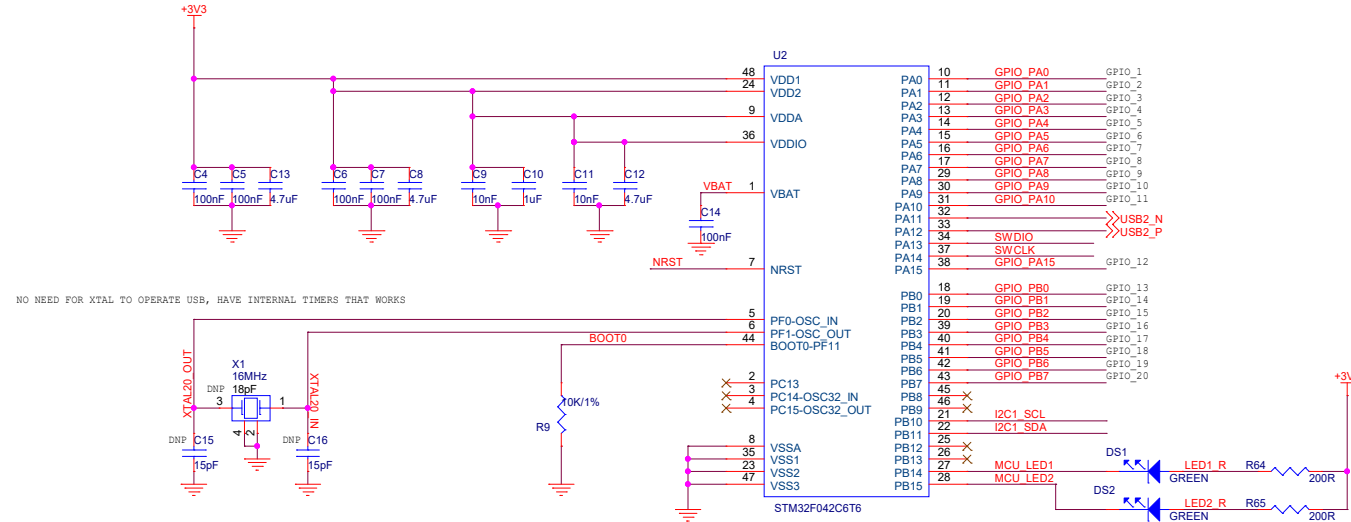 +3V3
U2
48 VDD1
24 VDD2
9 VDDA
36 VDDIO
VBAT 1 VBAT
NRST 7 NRST
5 PF0-OSC_IN
6 PF1-OSC_OUT
BOOT0 44 BOOT0-PF11
2 PC13
3 PC14-OSC32_IN
4 PC15-OSC32_OUT
8 VSSA
35 VSS1
23 VSS2
47 VSS3
STM32F042C6T6
PA0 10 GPIO_PA0 GPIO_1
PA1 11 GPIO_PA1 GPIO_2
PA2 12 GPIO_PA2 GPIO_3
PA3 13 GPIO_PA3 GPIO_4
PA4 14 GPIO_PA4 GPIO_5
PA5 15 GPIO_PA5 GPIO_6
PA6 16 GPIO_PA6 GPIO_7
PA7 17 GPIO_PA7 GPIO_8
PA8 29 GPIO_PA8 GPIO_9
PA9 30 GPIO_PA9 GPIO_10
PA10 31 GPIO_PA10 GPIO_11
PA11 32 USB2_N
PA12 33 USB2_P
PA13 34 SWDIO
PA14 37 SWCLK
PA15 38 GPIO_PA15 GPIO_12
PB0 18 GPIO_PB0 GPIO_13
PB1 19 GPIO_PB1 GPIO_14
PB2 20 GPIO_PB2 GPIO_15
PB3 39 GPIO_PB3 GPIO_16
PB4 40 GPIO_PB4 GPIO_17
PB5 41 GPIO_PB5 GPIO_18
PB6 42 GPIO_PB6 GPIO_19
PB7 43 GPIO_PB7 GPIO_20
PB8 45
PB9 46
PB10 21 I2C1_SCL
PB11 22 I2C1_SDA
PB12 25
PB13 26
PB14 27 MCU_LED1
PB15 28 MCU_LED2
C4 100nF
C5 100nF
C13 4.7uF
C6 100nF
C7 100nF
C8 4.7uF
C9 10nF
C10 1uF
C11 10nF
C12 4.7uF
C14 100nF
NO NEED FOR XTAL TO OPERATE USB, HAVE INTERNAL TIMERS THAT WORKS
XTAL20_OUT
XTAL20_IN
X1
16MHz
DNP 18pF
3 1
4 2
DNP C15
15pF
DNP C16
15pF
10K/1%
R9
DS1 GREEN LED1_R R64 200R
DS2 GREEN LED2_R R65 200R
+3V